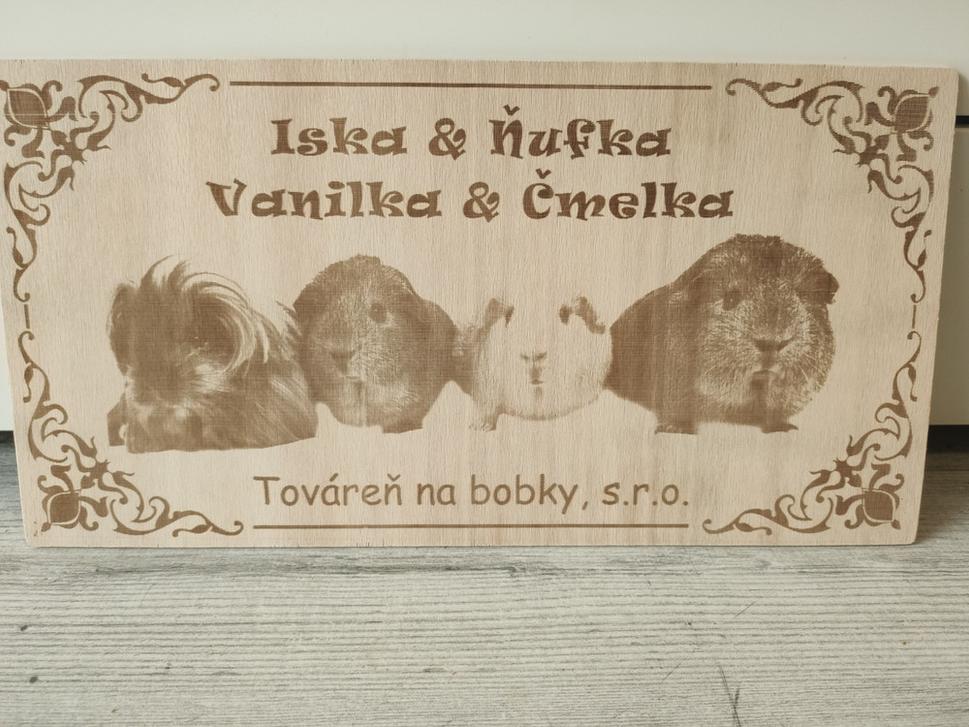 Iska & Ňufka
Vanilka & Čmelka
Továreň na bobky, s.r.o.